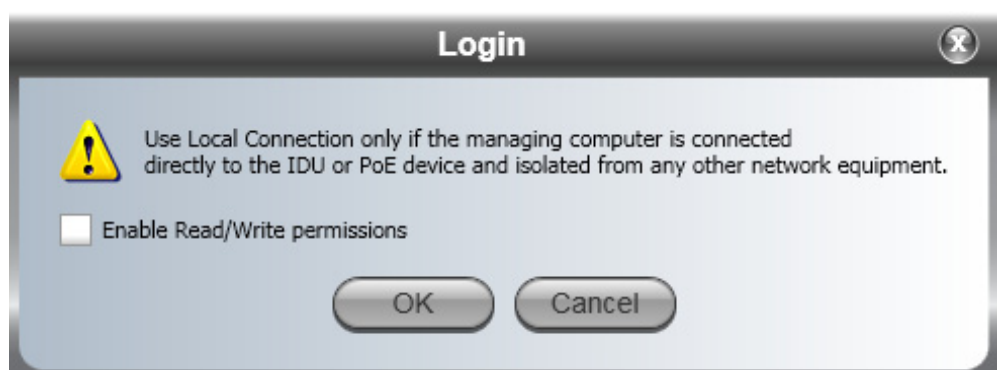 Login
Use Local Connection only if the managing computer is connected
directly to the IDU or PoE device and isolated from any other network equipment.
Enable Read/Write permissions
OK Cancel